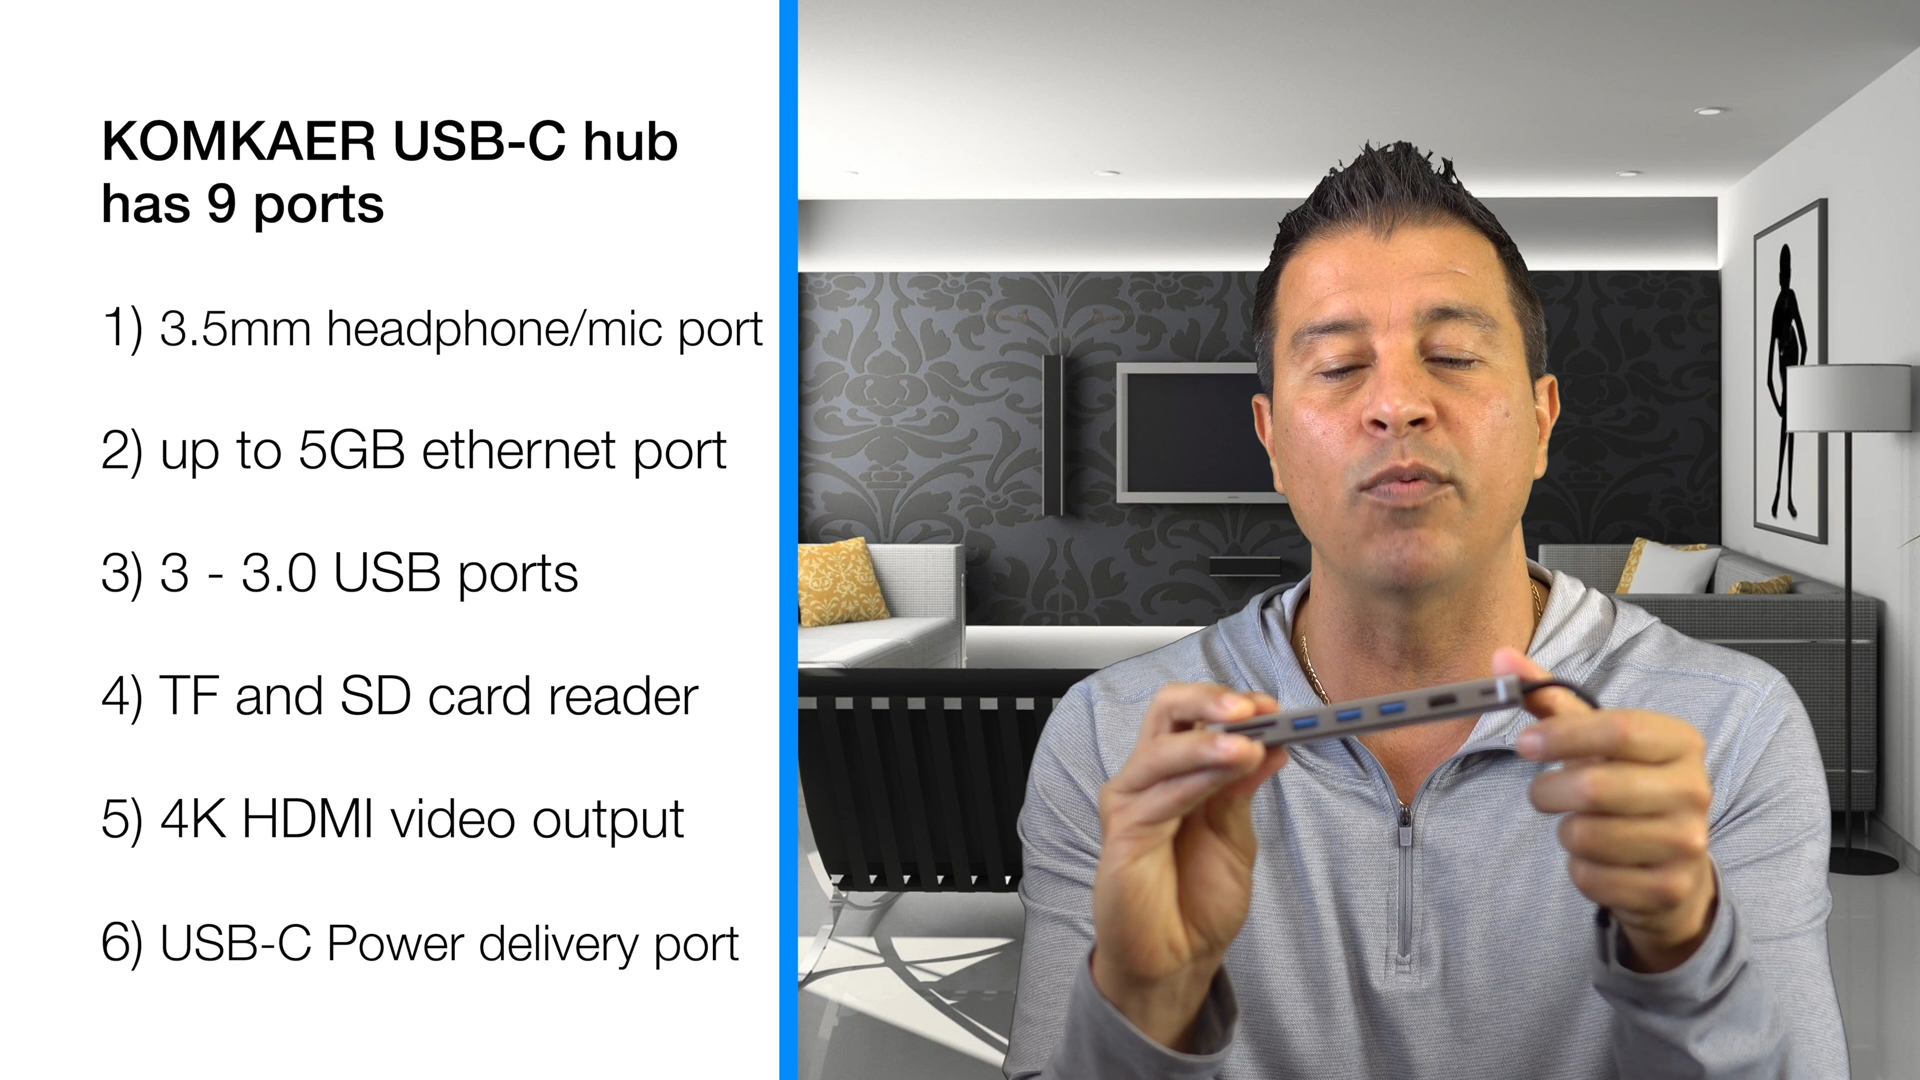 KOMKAER USB-C hub
has 9 ports
1) 3.5mm headphone/mic port
2) up to 5GB ethernet port
3) 3 - 3.0 USB ports
4) TF and SD card reader
5) 4K HDMI video output
6) USB-C Power delivery port